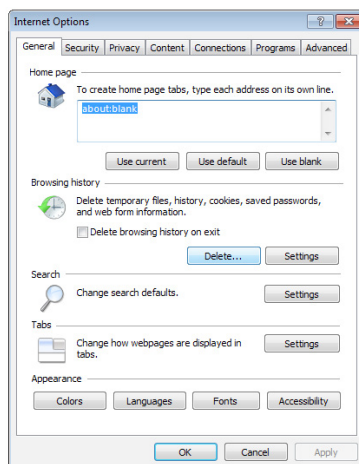 Internet Options
General Security Privacy Content Connections Programs Advanced
Home page
To create home page tabs, type each address on its own line.
about:blank
Use current Use default Use blank
Browsing history
Delete temporary files, history, cookies, saved passwords,
and web form information.
Delete browsing history on exit
Delete... Settings
Search
Change search defaults. Settings
Tabs
Change how webpages are displayed in
tabs.
Settings
Appearance
Colors Languages Fonts Accessibility
OK Cancel Apply